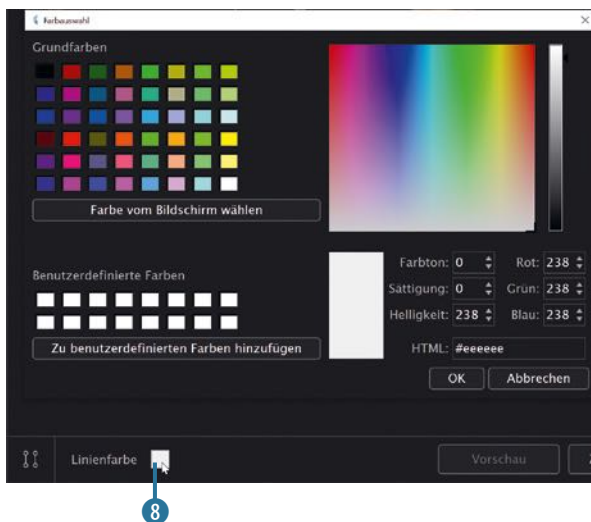 Farbauswahl
Grundfarben
Farbe vom Bildschirm wählen
Benutzerdefinierte Farben
Zu benutzerdefinierten Farben hinzufügen
Farbton: 0 Rot: 238
Sättigung: 0 Grün: 238
Helligkeit: 238 Blau: 238
HTML: #eeeeee
OK Abbrechen
Linienfarbe Vorschau
8